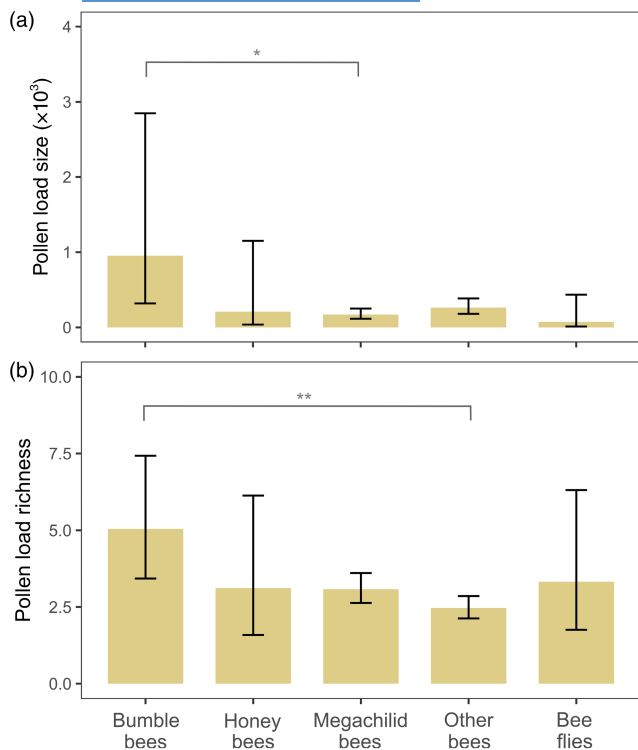 (a)
Pollen load size (×10³)
4
3
2
1
0
*
(b)
Pollen load richness
10.0
7.5
5.0
2.5
0.0
**
Bumble bees
Honey bees
Megachilid bees
Other bees
Bee flies